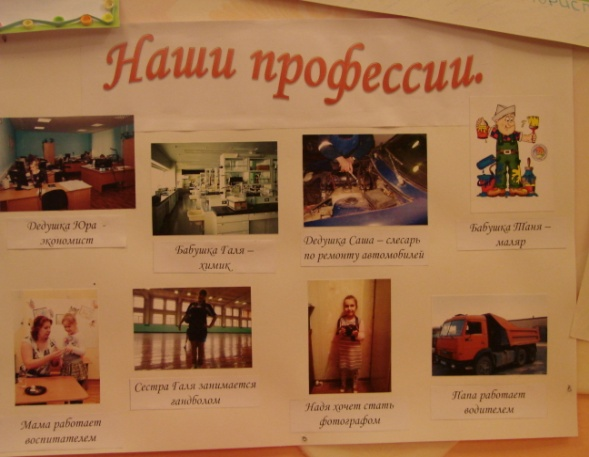 Наши профессии.
Дедушка Юра -
экономист
Бабушка Галя –
химик
Дедушка Саша – слесарь
по ремонту автомобилей
Бабушка Таня -
маляр
Мама работает
воспитателем
Сестра Галя занимается
гандболом
Надя хочет стать
фотографом
Папа работает
водителем